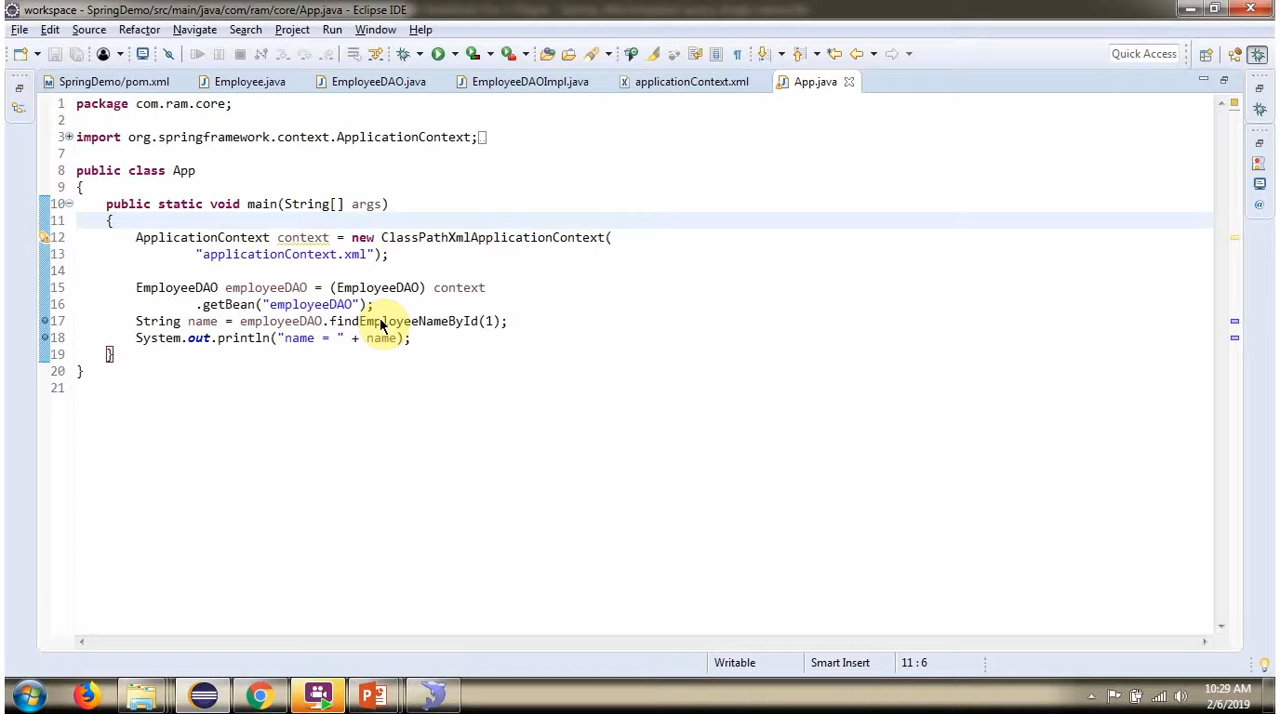 workspace - SpringDemo/src/main/java/com/ram/core/App.java - Eclipse IDE
File Edit Source Refactor Navigate Search Project Run Window Help
Quick Access
SpringDemo/pom.xml Employee.java EmployeeDAO.java EmployeeDAOImpl.java applicationContext.xml App.java
1 package com.ram.core;
2
3 import org.springframework.context.ApplicationContext;
7
8 public class App
9 {
10 public static void main(String[] args)
11 {
12 ApplicationContext context = new ClassPathXmlApplicationContext(
13 "applicationContext.xml");
14
15 EmployeeDAO employeeDAO = (EmployeeDAO) context
16 .getBean("employeeDAO");
17 String name = employeeDAO.findEmployeeNameById(1);
18 System.out.println("name = " + name);
19 }
20 }
21
Writable Smart Insert 11 : 6
10:29 AM
2/6/2019